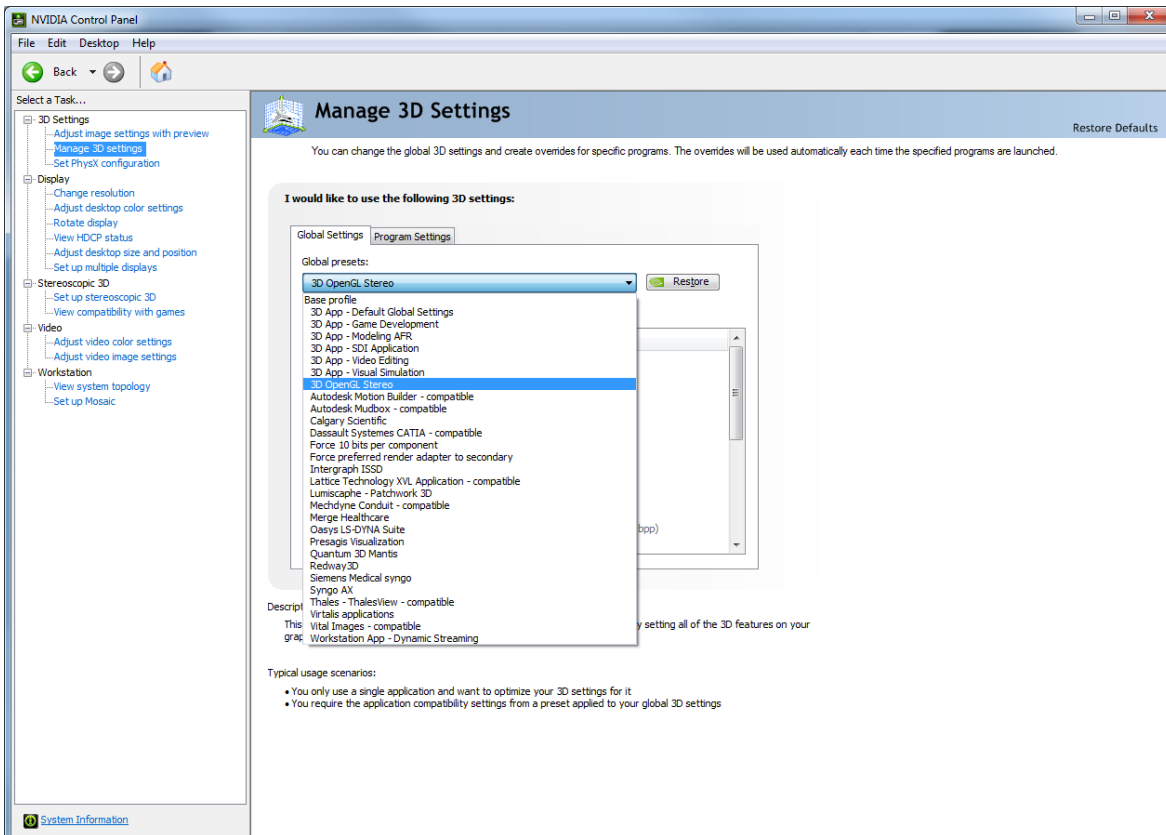 NVIDIA Control Panel
File Edit Desktop Help
Back
Select a Task...
3D Settings
Adjust image settings with preview
Manage 3D settings
Set PhysX configuration
Display
Change resolution
Adjust desktop color settings
Rotate display
View HDCP status
Adjust desktop size and position
Set up multiple displays
Stereoscopic 3D
Set up stereoscopic 3D
View compatibility with games
Video
Adjust video color settings
Adjust video image settings
Workstation
View system topology
Set up Mosaic
System Information
Manage 3D Settings
Restore Defaults
You can change the global 3D settings and create overrides for specific programs. The overrides will be used automatically each time the specified programs are launched.
I would like to use the following 3D settings:
Global Settings Program Settings
Global presets:
3D OpenGL Stereo Restore
Base profile
3D App - Default Global Settings
3D App - Game Development
3D App - Modeling AFR
3D App - SDI Application
3D App - Video Editing
3D App - Visual Simulation
3D OpenGL Stereo
Autodesk Motion Builder - compatible
Autodesk Mudbox - compatible
Calgary Scientific
Dassault Systemes CATIA - compatible
Force 10 bits per component
Force preferred render adapter to secondary
Intergraph ISSD
Lattice Technology XVL Application - compatible
Lumiscaphe - Patchwork 3D
Mechdyne Conduit - compatible
Merge Healthcare
Oasys LS-DYNA Suite
bpp)
Presagis Visualization
Quantum 3D Mantis
Redway3D
Siemens Medical syngo
Syngo AX
Thales - ThalesView - compatible
Virtalis applications
Vital Images - compatible
Workstation App - Dynamic Streaming
Descript
This y setting all of the 3D features on your
grap
Typical usage scenarios:
• You only use a single application and want to optimize your 3D settings for it
• You require the application compatibility settings from a preset applied to your global 3D settings